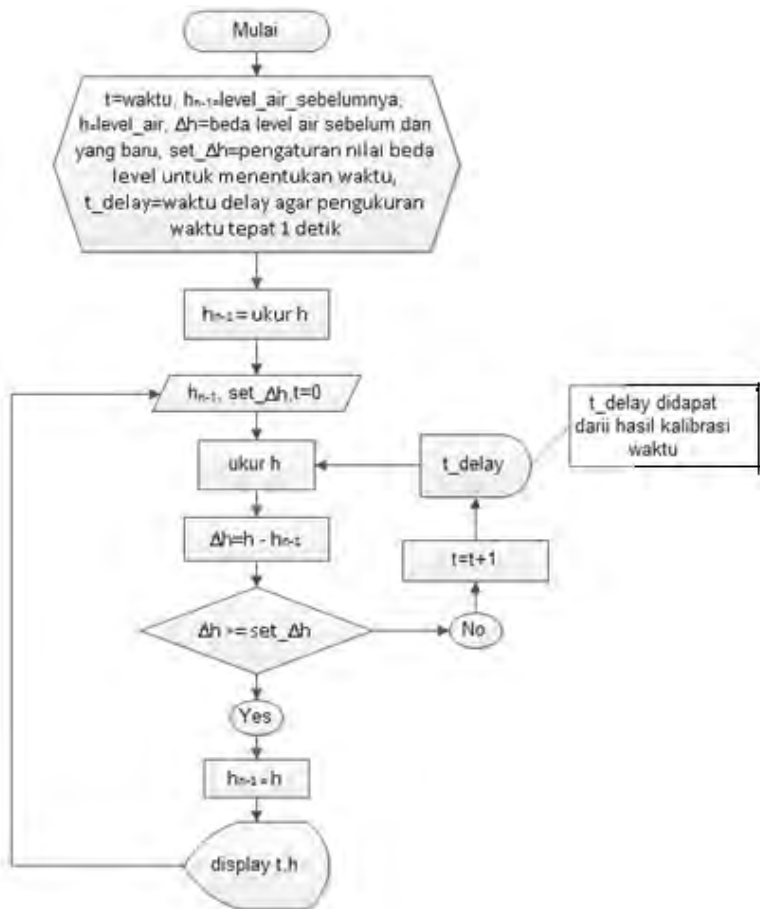 Mulai
t=waktu, hn-1=level_air_sebelumnya,
h=level_air, Δh=beda level air sebelum dan
yang baru, set_Δh=pengaturan nilai beda
level untuk menentukan waktu,
t_delay=waktu delay agar pengukuran
waktu tepat 1 detik
hn-1 = ukur h
hn-1, set_Δh,t=0
ukur h
t_delay
t_delay didapat
darii hasil kalibrasi
waktu
Δh=h - hn-1
t=t+1
Δh >= set_Δh
No
Yes
hn-1 = h
display t,h